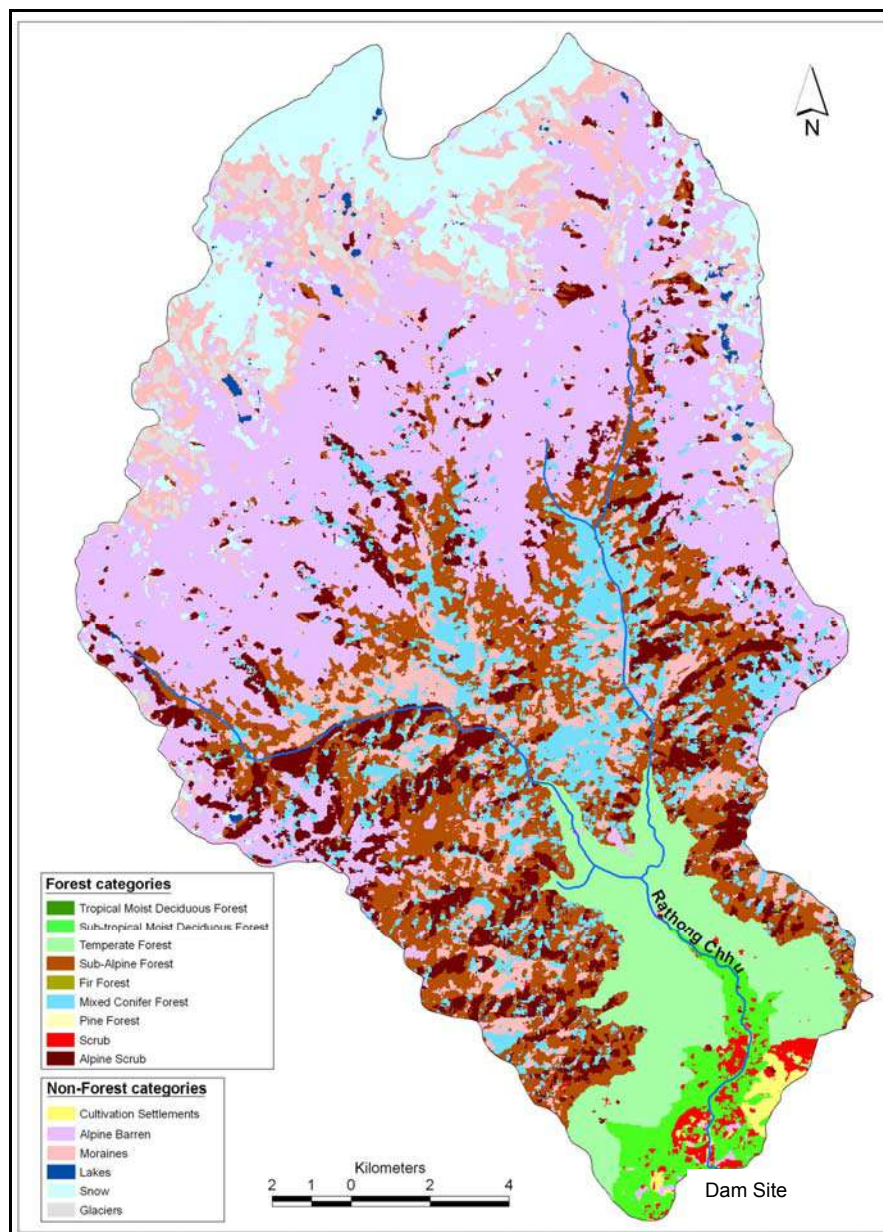 N
Rathong Chhu
Forest categories
Tropical Moist Deciduous Forest
Sub-tropical Moist Deciduous Forest
Temperate Forest
Sub-Alpine Forest
Fir Forest
Mixed Conifer Forest
Pine Forest
Scrub
Alpine Scrub
Non-Forest categories
Cultivation Settlements
Alpine Barren
Moraines
Lakes
Snow
Glaciers
Kilometers
2 1 0 2 4
Dam Site